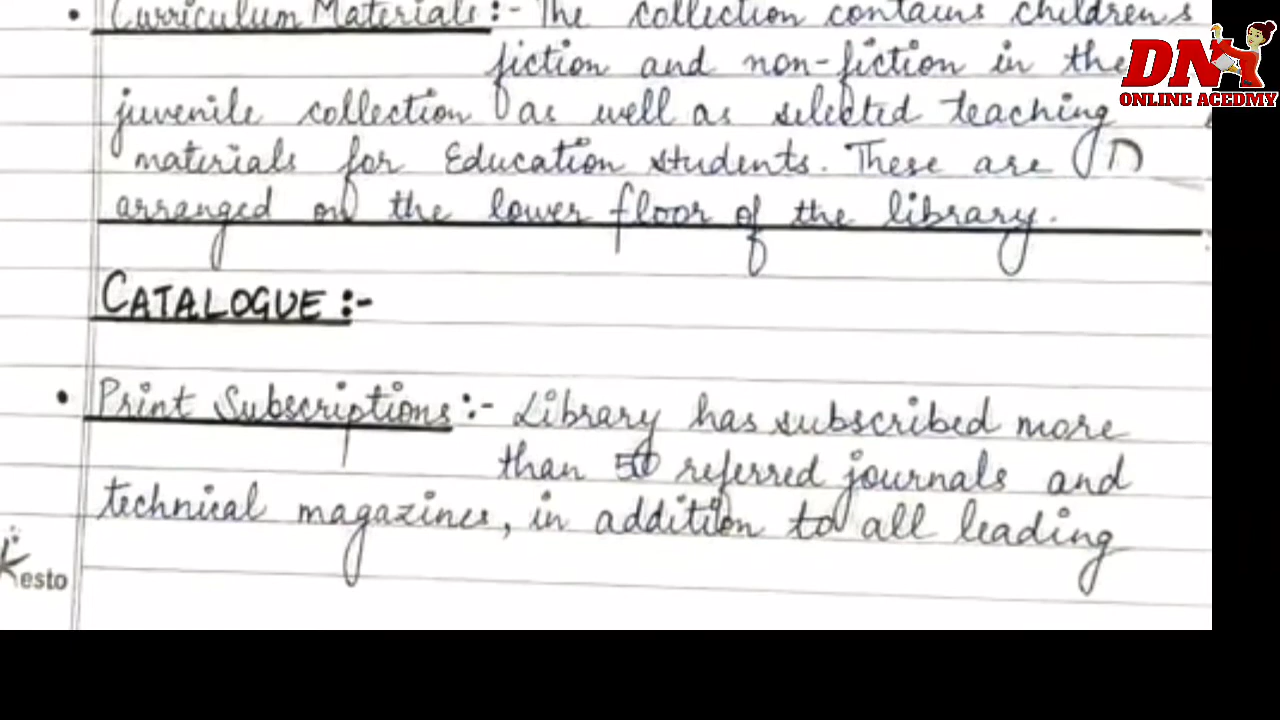 • Curriculum Materials :- The collection contains children's
fiction and non-fiction in the
juvenile collection as well as selected teaching
materials for Education students. These are
arranged on the lower floor of the library.
CATALOGUE :-
• Print Subscriptions :- Library has subscribed more
than 50 referred journals and
technical magazines, in addition to all leading
esto
DN
ONLINE ACEDMY